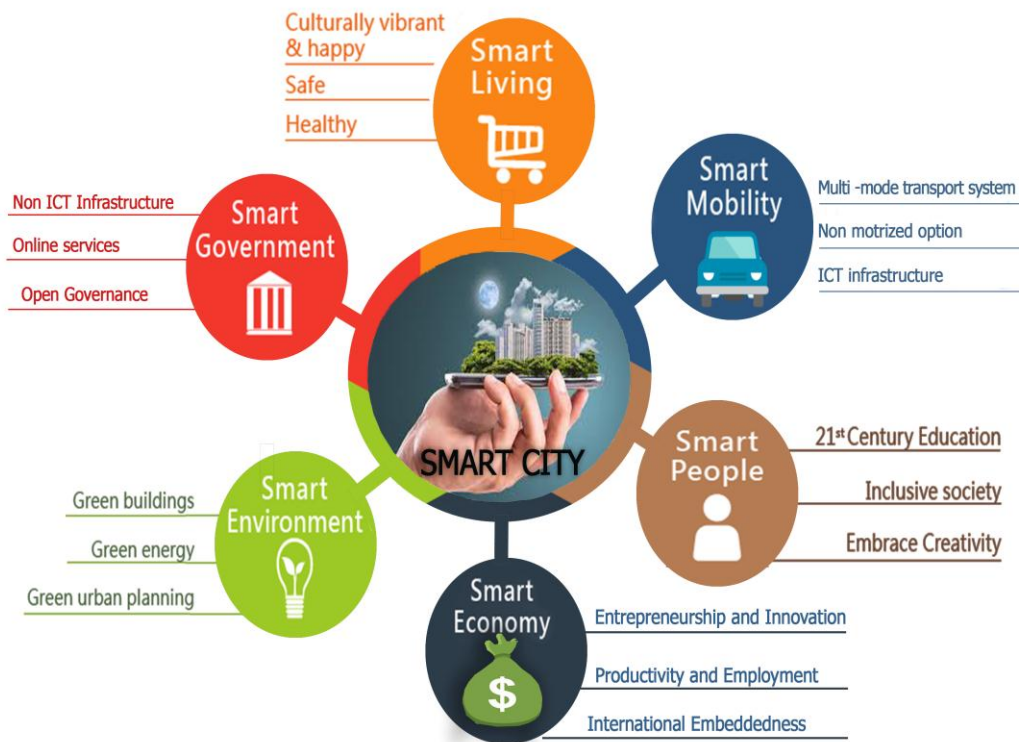 Culturally vibrant
& happy
Safe
Healthy
Smart
Living
Smart
Mobility
Multi -mode transport system
Non motrized option
ICT infrastructure
Non ICT Infrastructure
Online services
Open Governance
Smart
Government
SMART CITY
Smart
People
21st Century Education
Inclusive society
Embrace Creativity
Green buildings
Green energy
Green urban planning
Smart
Environment
Smart
Economy
$
Entrepreneurship and Innovation
Productivity and Employment
International Embeddedness